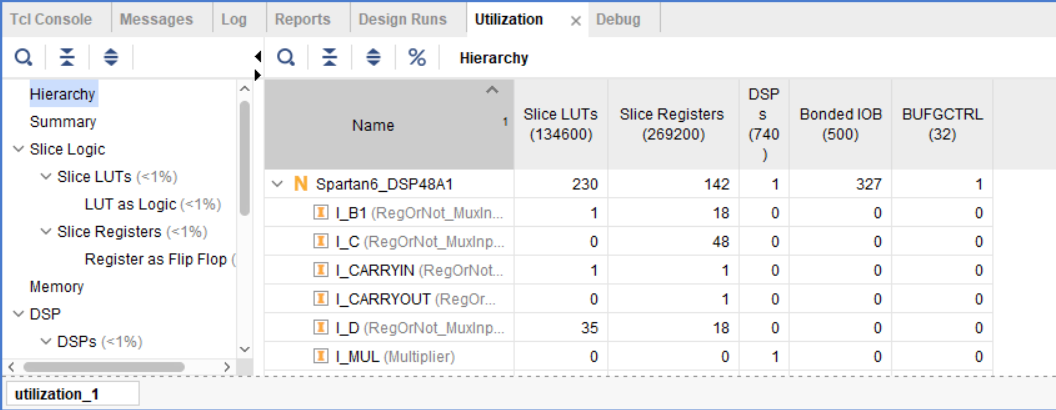 Tcl Console Messages Log Reports Design Runs Utilization × Debug
% Hierarchy
Hierarchy
Summary
Slice Logic
Slice LUTs (<1%)
LUT as Logic (<1%)
Slice Registers (<1%)
Register as Flip Flop (
Memory
DSP
DSPs (<1%)
Name 1 Slice LUTs (134600) Slice Registers (269200) DSPs (740) Bonded IOB (500) BUFGCTRL (32)
N Spartan6_DSP48A1 230 142 1 327 1
I I_B1 (RegOrNot_MuxIn... 1 18 0 0 0
I I_C (RegOrNot_MuxInp... 0 48 0 0 0
I I_CARRYIN (RegOrNot... 1 1 0 0 0
I I_CARRYOUT (RegOr... 0 1 0 0 0
I I_D (RegOrNot_MuxInp... 35 18 0 0 0
I I_MUL (Multiplier) 0 0 1 0 0
utilization_1